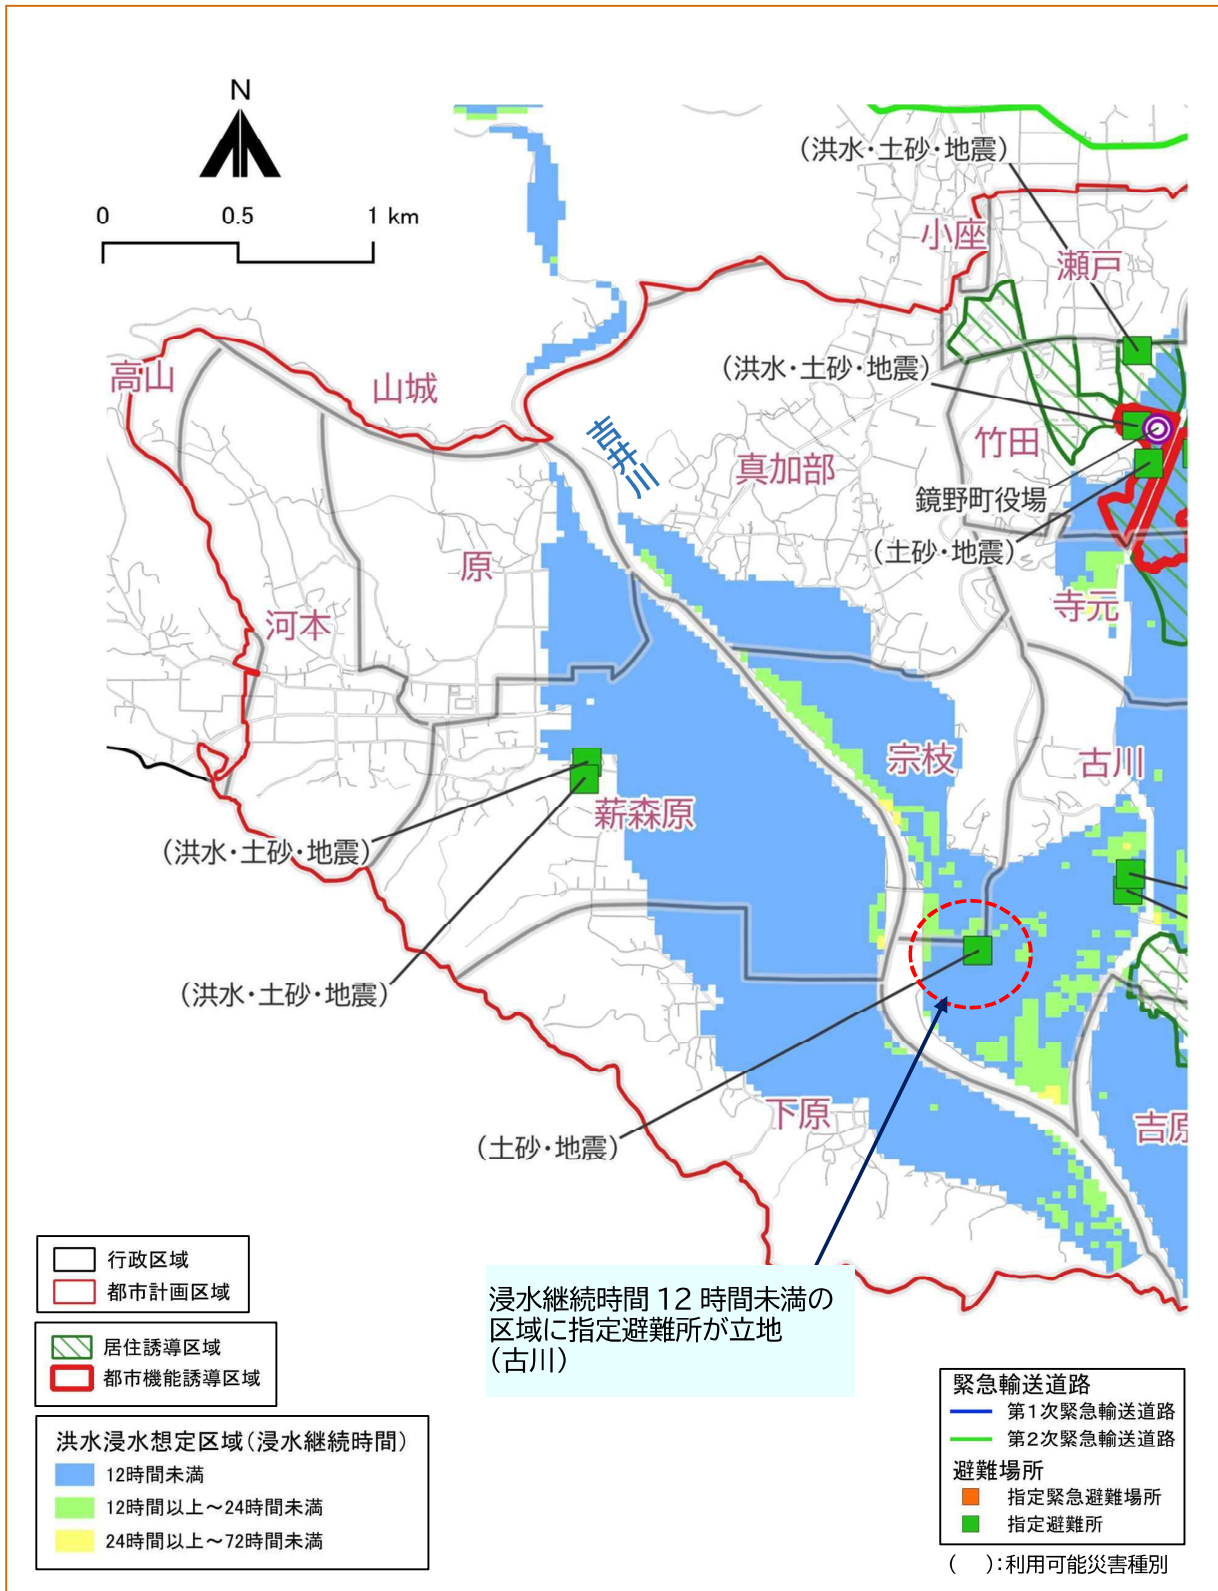 N
0 0.5 1 km
(洪水・土砂・地震)
小座
瀬戸
高山
山城
(洪水・土砂・地震)
吉井川
真加部
竹田
鏡野町役場
(土砂・地震)
原
河本
寺元
宗枝
古川
薪森原
(洪水・土砂・地震)
(洪水・土砂・地震)
(土砂・地震)
下原
吉原
行政区域
都市計画区域
居住誘導区域
都市機能誘導区域
洪水浸水想定区域(浸水継続時間)
12時間未満
12時間以上～24時間未満
24時間以上～72時間未満
浸水継続時間 12 時間未満の
区域に指定避難所が立地
(古川)
緊急輸送道路
第1次緊急輸送道路
第2次緊急輸送道路
避難場所
指定緊急避難場所
指定避難所
(　):利用可能災害種別